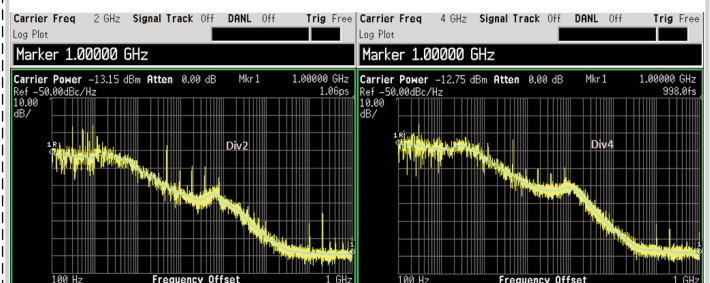 Carrier Freq 2 GHz Signal Track Off DANL Off Trig Free
Log Plot
Marker 1.00000 GHz
Carrier Power -13.15 dBm Atten 0.00 dB Mkr1 1.00000 GHz
Ref -50.00dBc/Hz 1.06ps
10.00
dB/
1R
Div2
1
100 Hz Frequency Offset 1 GHz
Carrier Freq 4 GHz Signal Track Off DANL Off Trig Free
Log Plot
Marker 1.00000 GHz
Carrier Power -12.75 dBm Atten 0.00 dB Mkr1 1.00000 GHz
Ref -50.00dBc/Hz 998.0fs
10.00
dB/
1R
Div4
1
100 Hz Frequency Offset 1 GHz